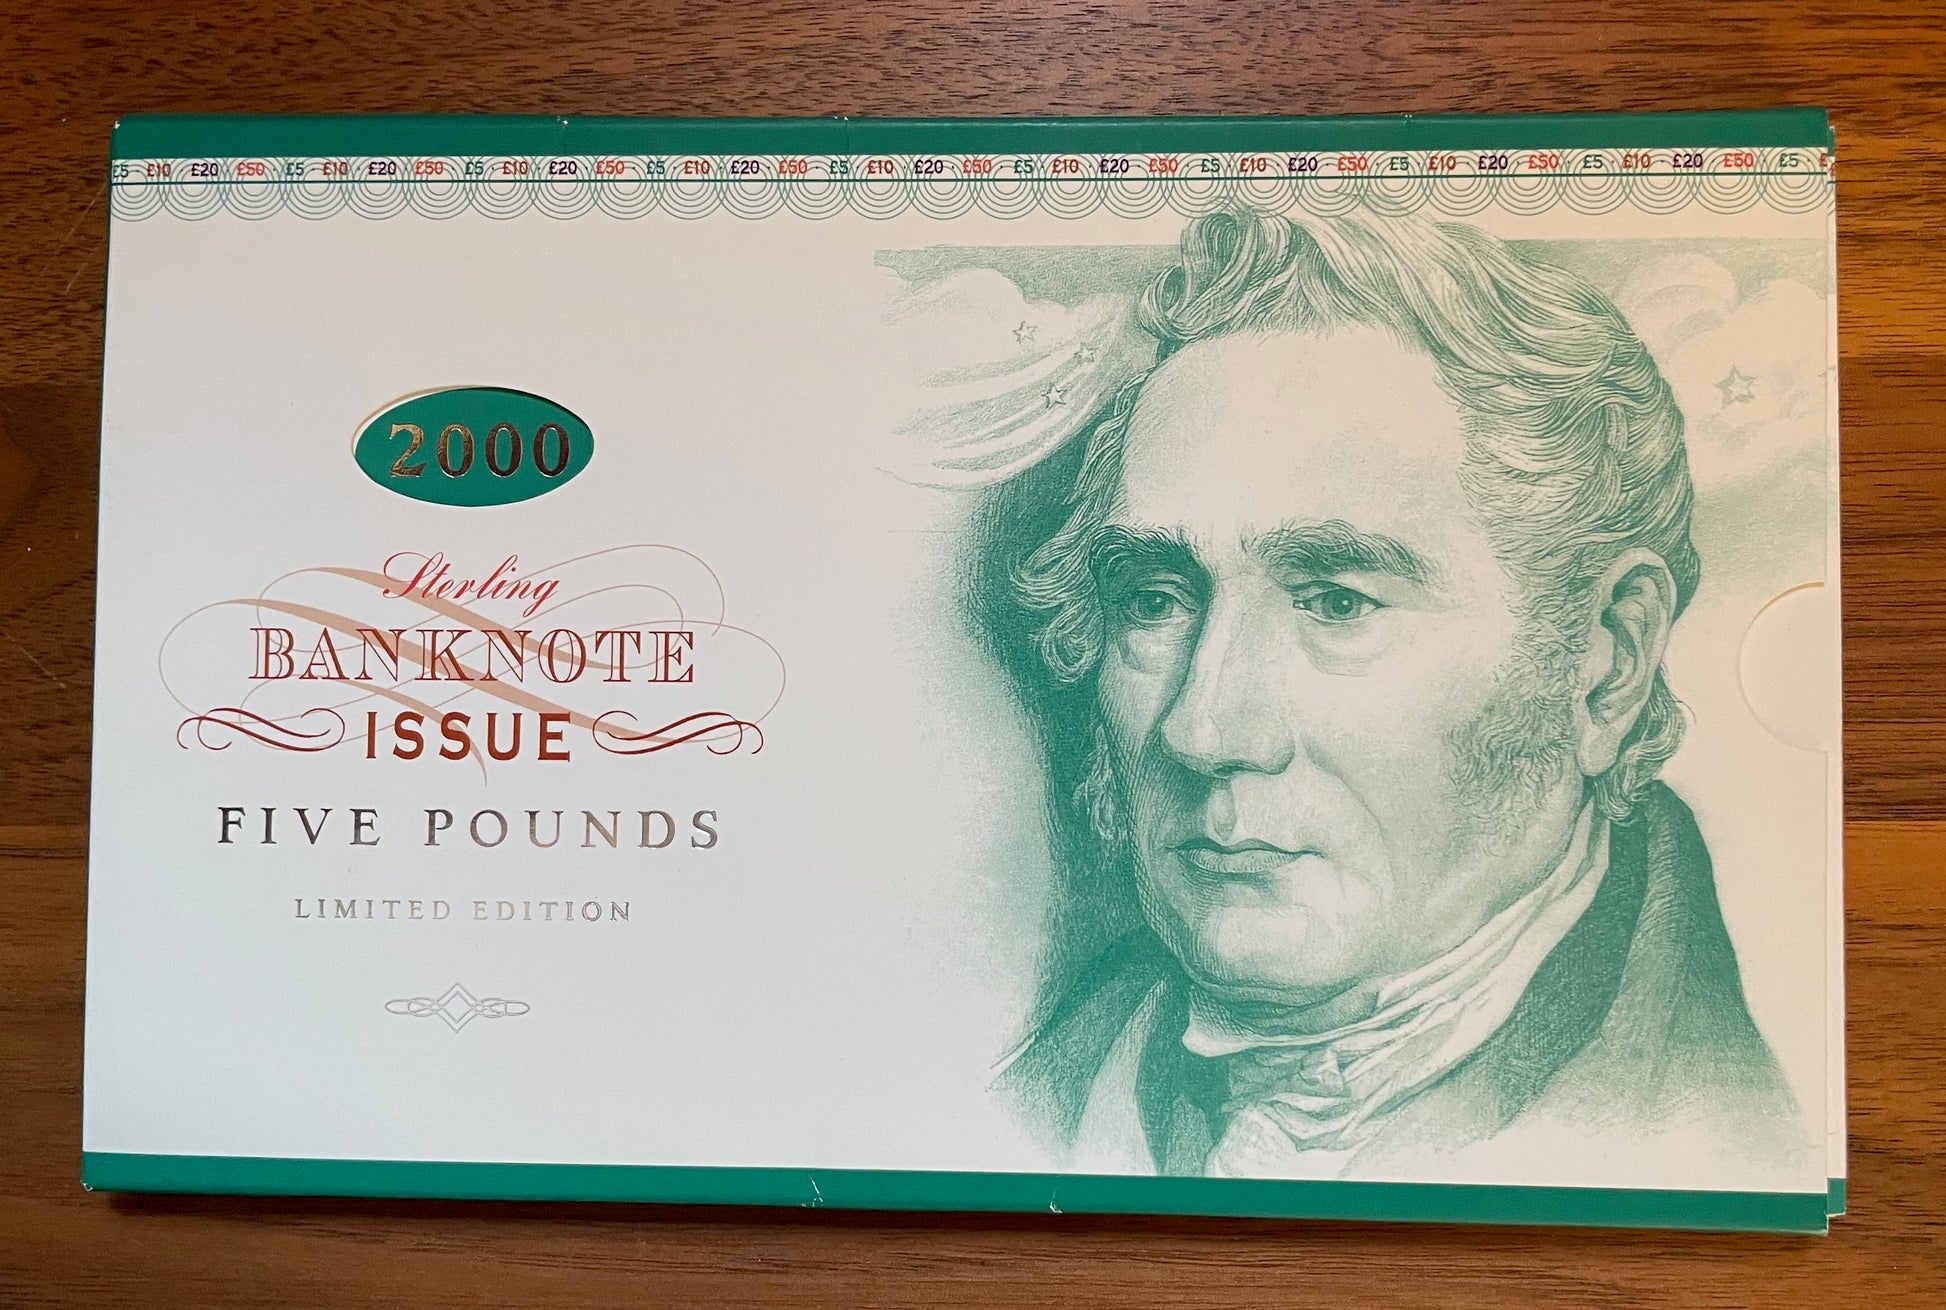 £5 · £10 · £20 · £50 · £5 · £10 · £20 · £50 · £5 · £10 · £20 · £50 · £5 · £10 · £20 · £50 · £5 · £10 · £20 · £50 · £5 · £10 · £20 · £50 · £5 · £10 · £20 · £50 · £5 · £10 · £20 · £50 · £5 · £10 · £20 · £50 · £5 · £
2000
Sterling
BANKNOTE
ISSUE
FIVE POUNDS
LIMITED EDITION